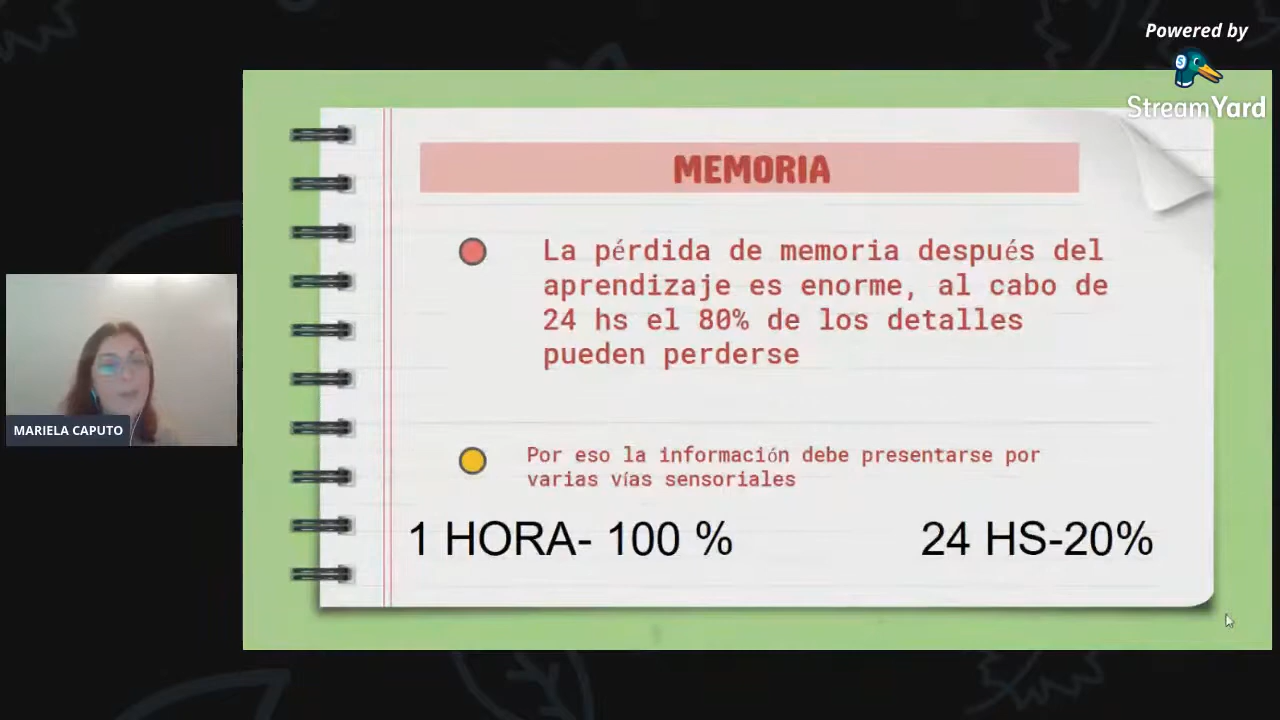 Powered by
StreamYard
MEMORIA
La pérdida de memoria después del
aprendizaje es enorme, al cabo de
24 hs el 80% de los detalles
pueden perderse
MARIELA CAPUTO
Por eso la información debe presentarse por
varias vías sensoriales
1 HORA- 100 %
24 HS-20%